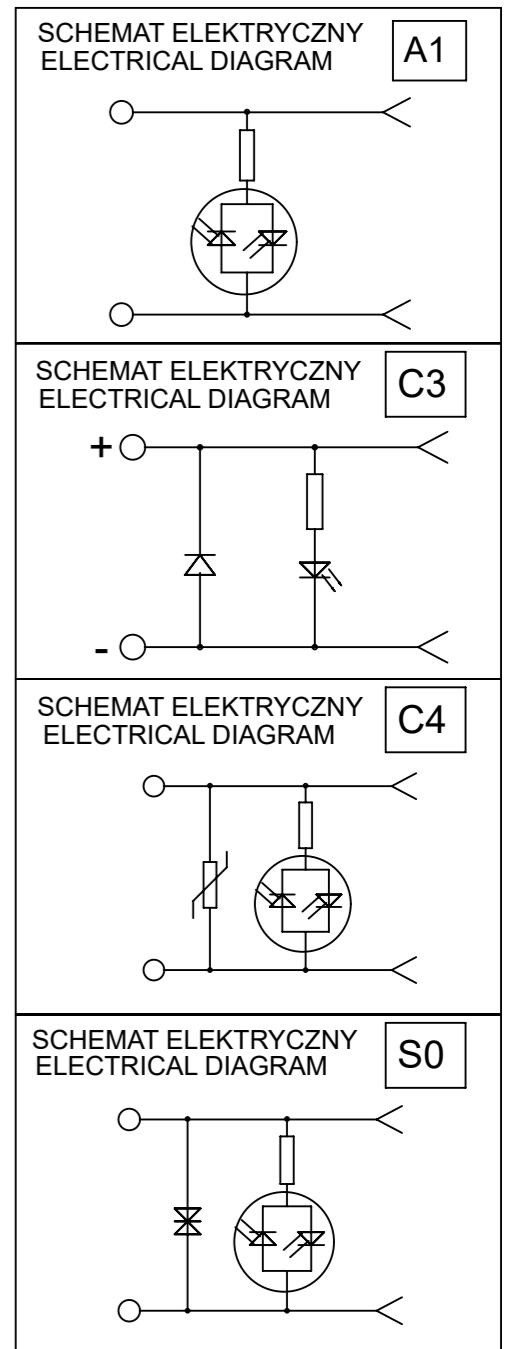 SCHEMAT ELEKTRYCZNY
ELECTRICAL DIAGRAM
A1
SCHEMAT ELEKTRYCZNY
ELECTRICAL DIAGRAM
C3
+
-
SCHEMAT ELEKTRYCZNY
ELECTRICAL DIAGRAM
C4
SCHEMAT ELEKTRYCZNY
ELECTRICAL DIAGRAM
S0